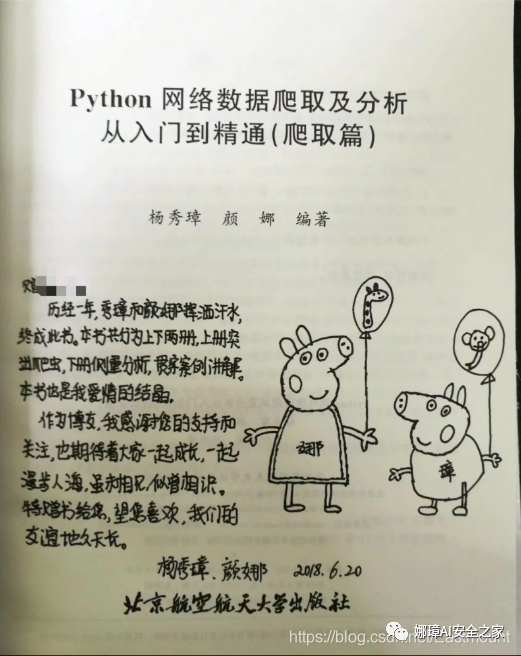 Python 网络数据爬取及分析
从入门到精通(爬取篇)
杨秀璋 颜 娜 编著
历经一年,秀璋和颜娜挥洒汗水,
终成此书。本书共分为上下两册,上册突
出爬虫,下册侧重分析,贯穿案例讲解。
本书也是我爱情的结晶。
作为博友,我感谢您的支持和
关注,也期待着大家一起成长,一起
漫步人海,虽未相见,似曾相识。
特赠书给您,望您喜欢,我们的
友谊地久天长。
娜
璋
杨秀璋、颜娜 2018.6.20
北京航空航天大学出版社
https://blog.csdn.net/Eastmount
娜璋AI安全之家